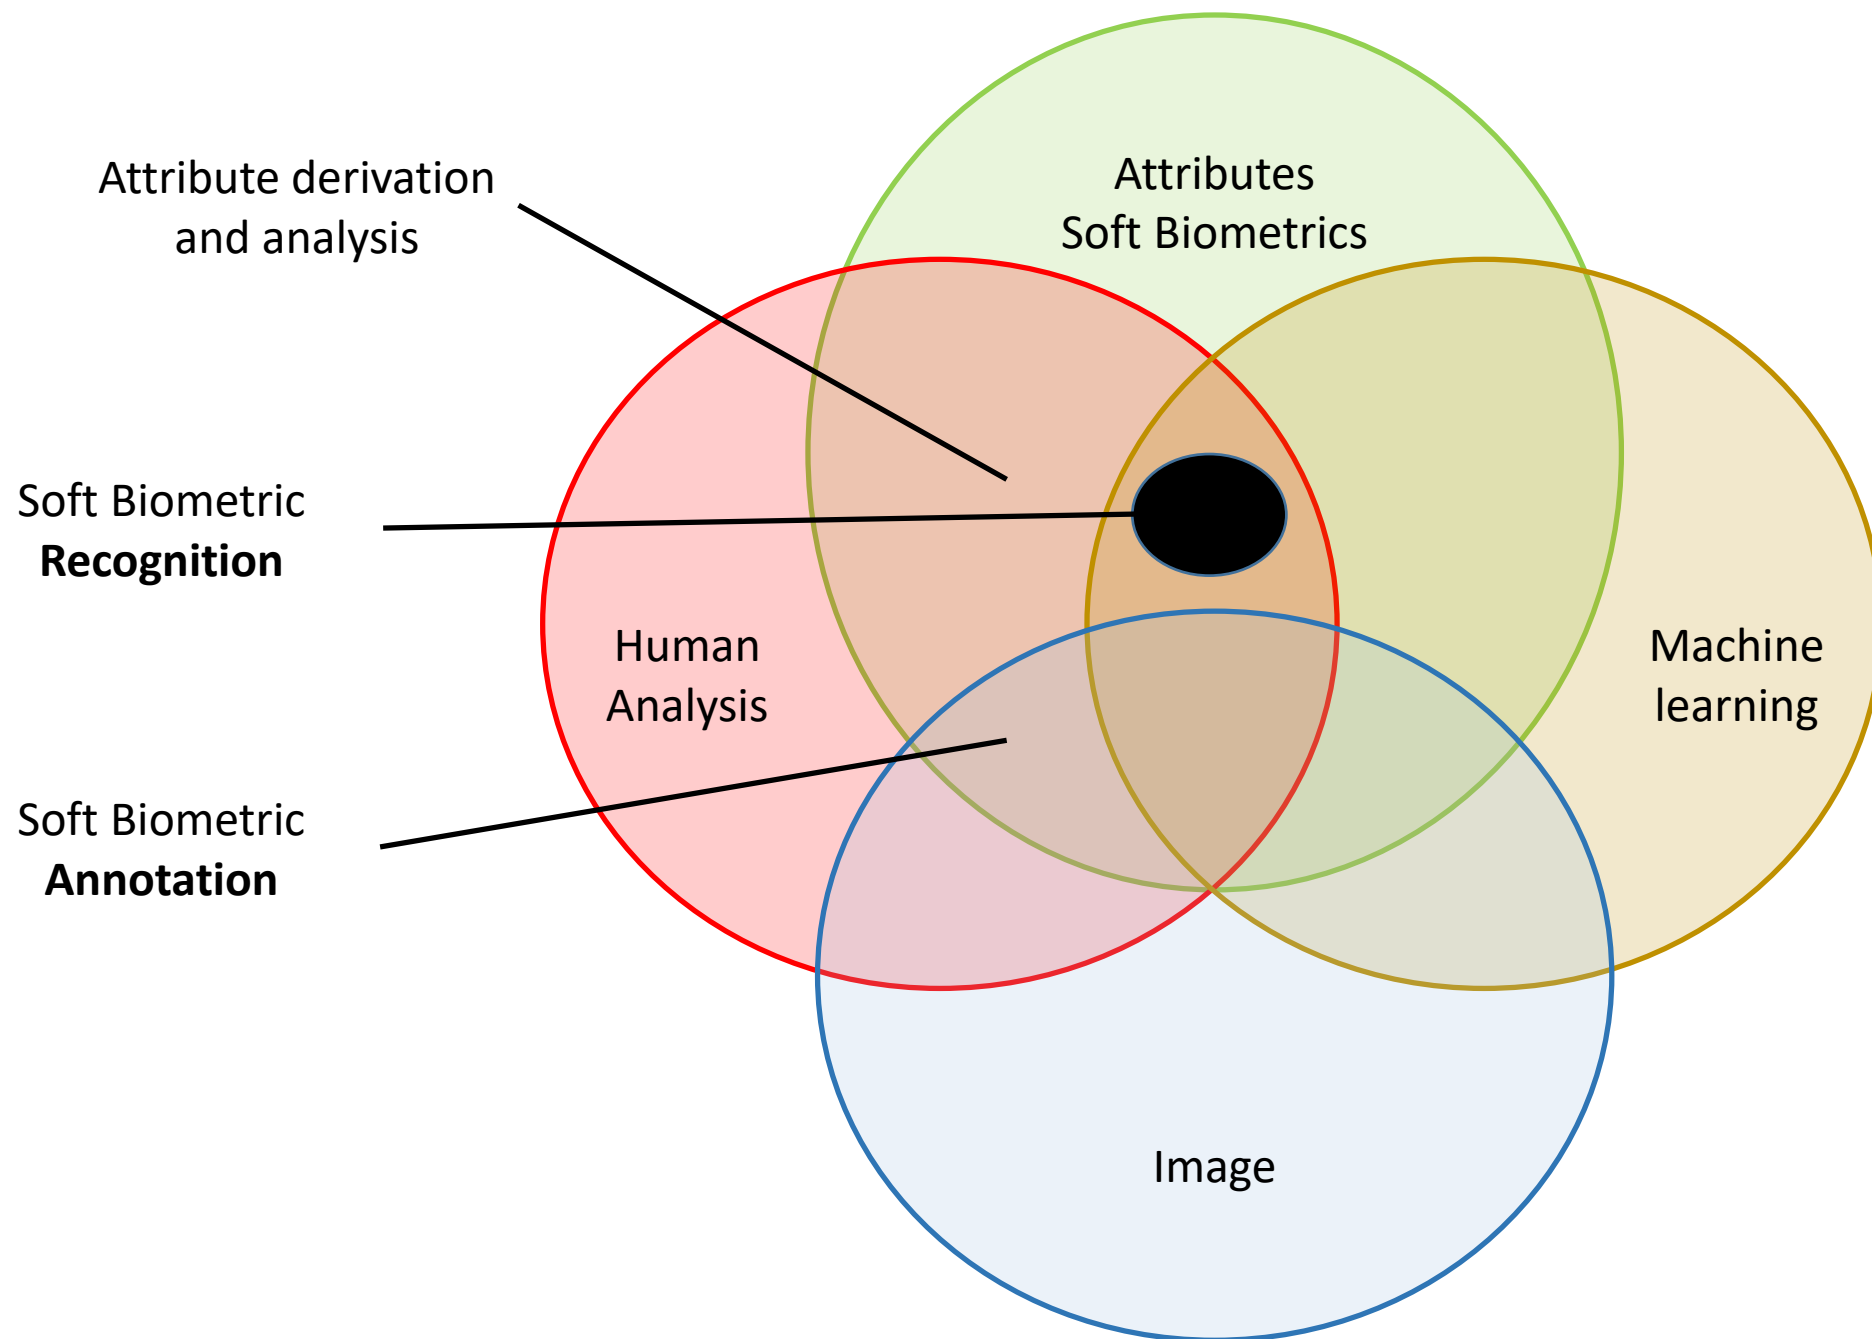 Attributes
Soft Biometrics
Attribute derivation
and analysis
Soft Biometric
Recognition
Human
Analysis
Machine
learning
Soft Biometric
Annotation
Image